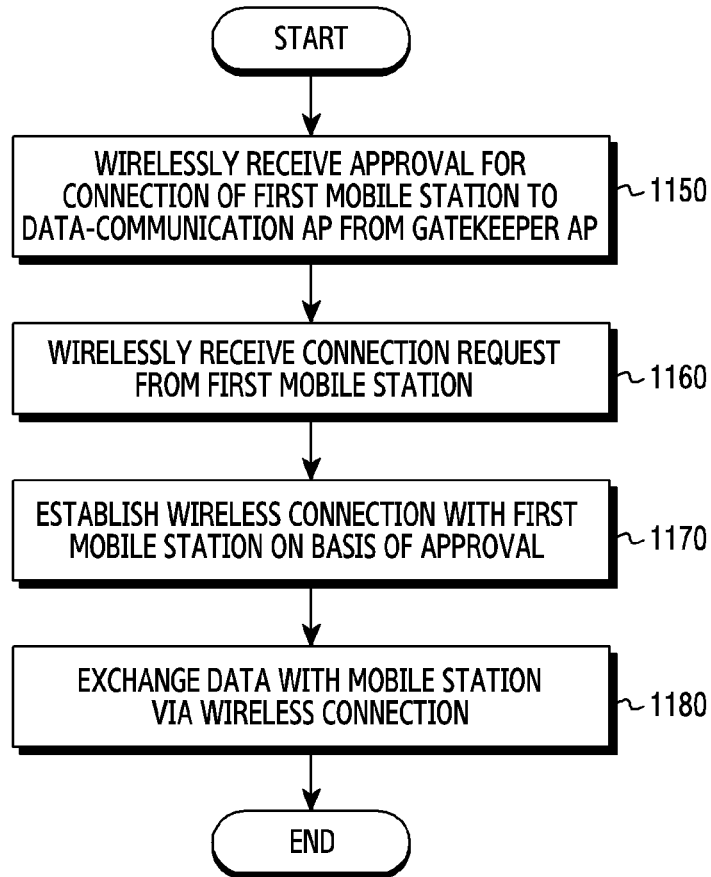 START
WIRELESSLY RECEIVE APPROVAL FOR
CONNECTION OF FIRST MOBILE STATION TO
DATA-COMMUNICATION AP FROM GATEKEEPER AP
1150
WIRELESSLY RECEIVE CONNECTION REQUEST
FROM FIRST MOBILE STATION
1160
ESTABLISH WIRELESS CONNECTION WITH FIRST
MOBILE STATION ON BASIS OF APPROVAL
1170
EXCHANGE DATA WITH MOBILE STATION
VIA WIRELESS CONNECTION
1180
END